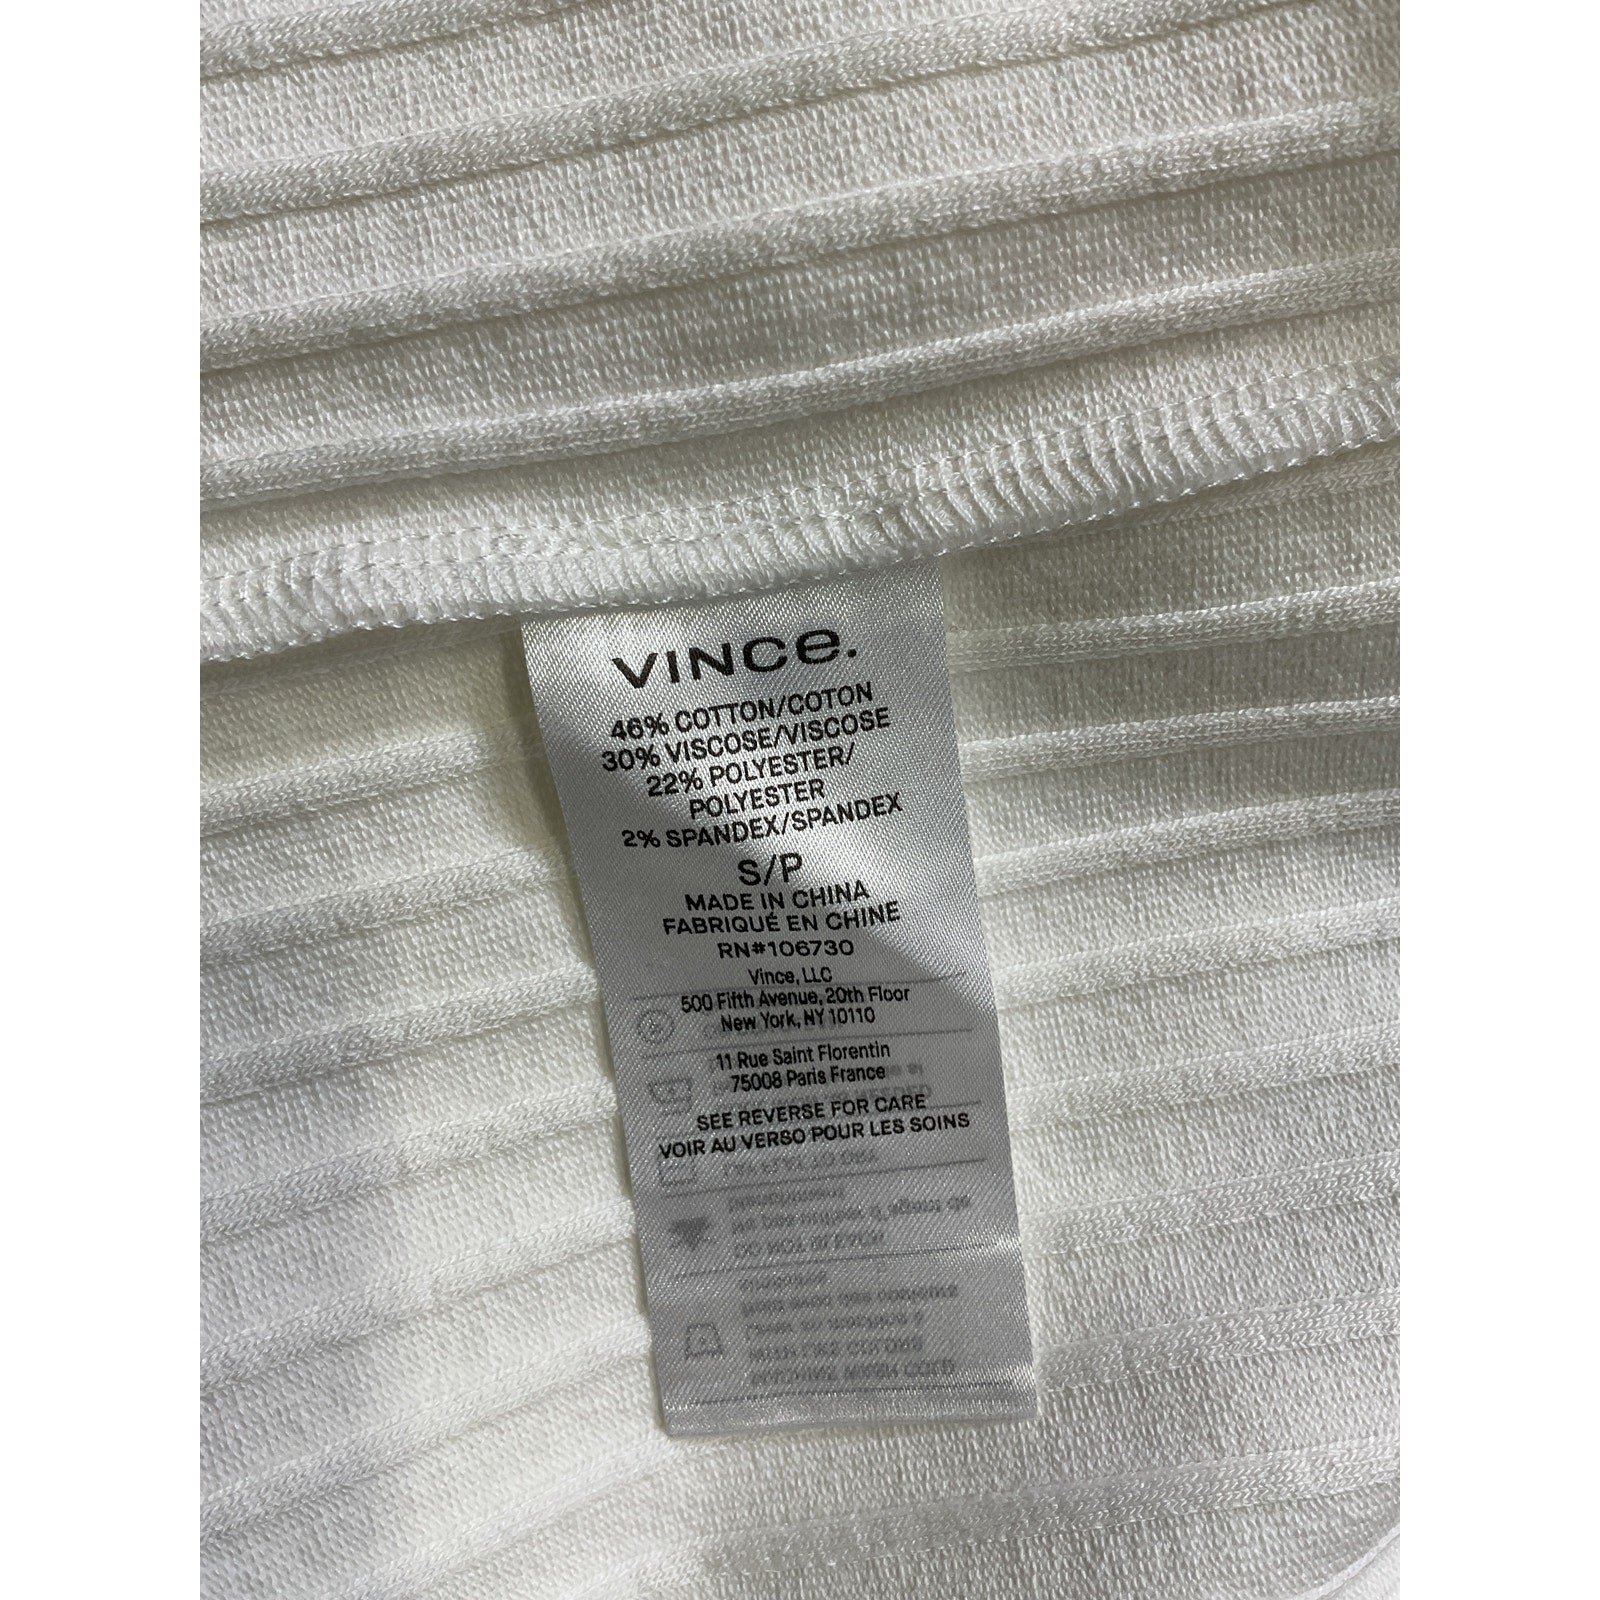 VINCE.
46% COTTON/COTON
30% VISCOSE/VISCOSE
22% POLYESTER/
POLYESTER
2% SPANDEX/SPANDEX
S/P
MADE IN CHINA
FABRIQUÉ EN CHINE
RN#106730
Vince, LLC
500 Fifth Avenue, 20th Floor
New York, NY 10110
11 Rue Saint Florentin
75008 Paris France
SEE REVERSE FOR CARE
VOIR AU VERSO POUR LES SOINS